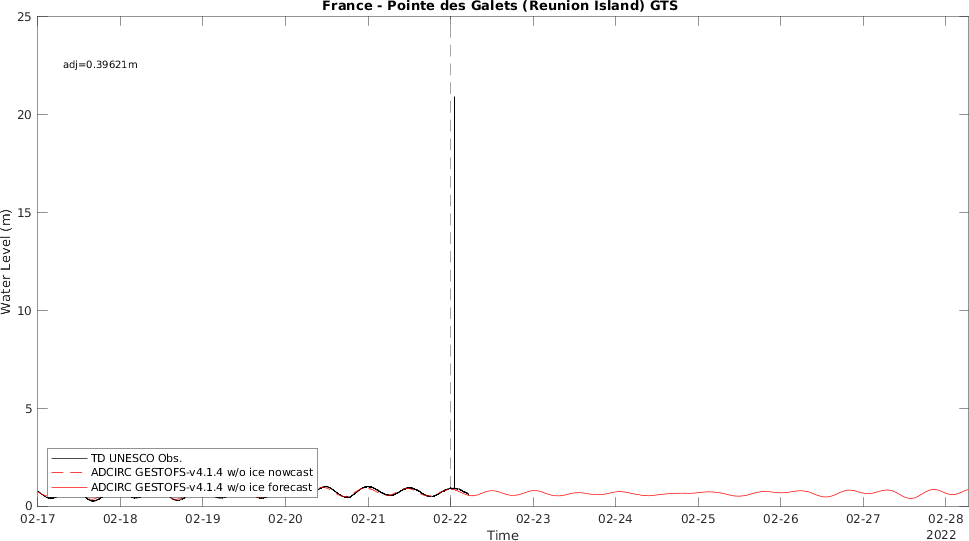 France - Pointe des Galets (Reunion Island) GTS
25
adj=0.39621m
20
15
Water Level (m)
10
5
TD UNESCO Obs.
ADCIRC GESTOFS-v4.1.4 w/o ice nowcast
ADCIRC GESTOFS-v4.1.4 w/o ice forecast
0
02-17 02-18 02-19 02-20 02-21 02-22 02-23 02-24 02-25 02-26 02-27 02-28
Time
2022